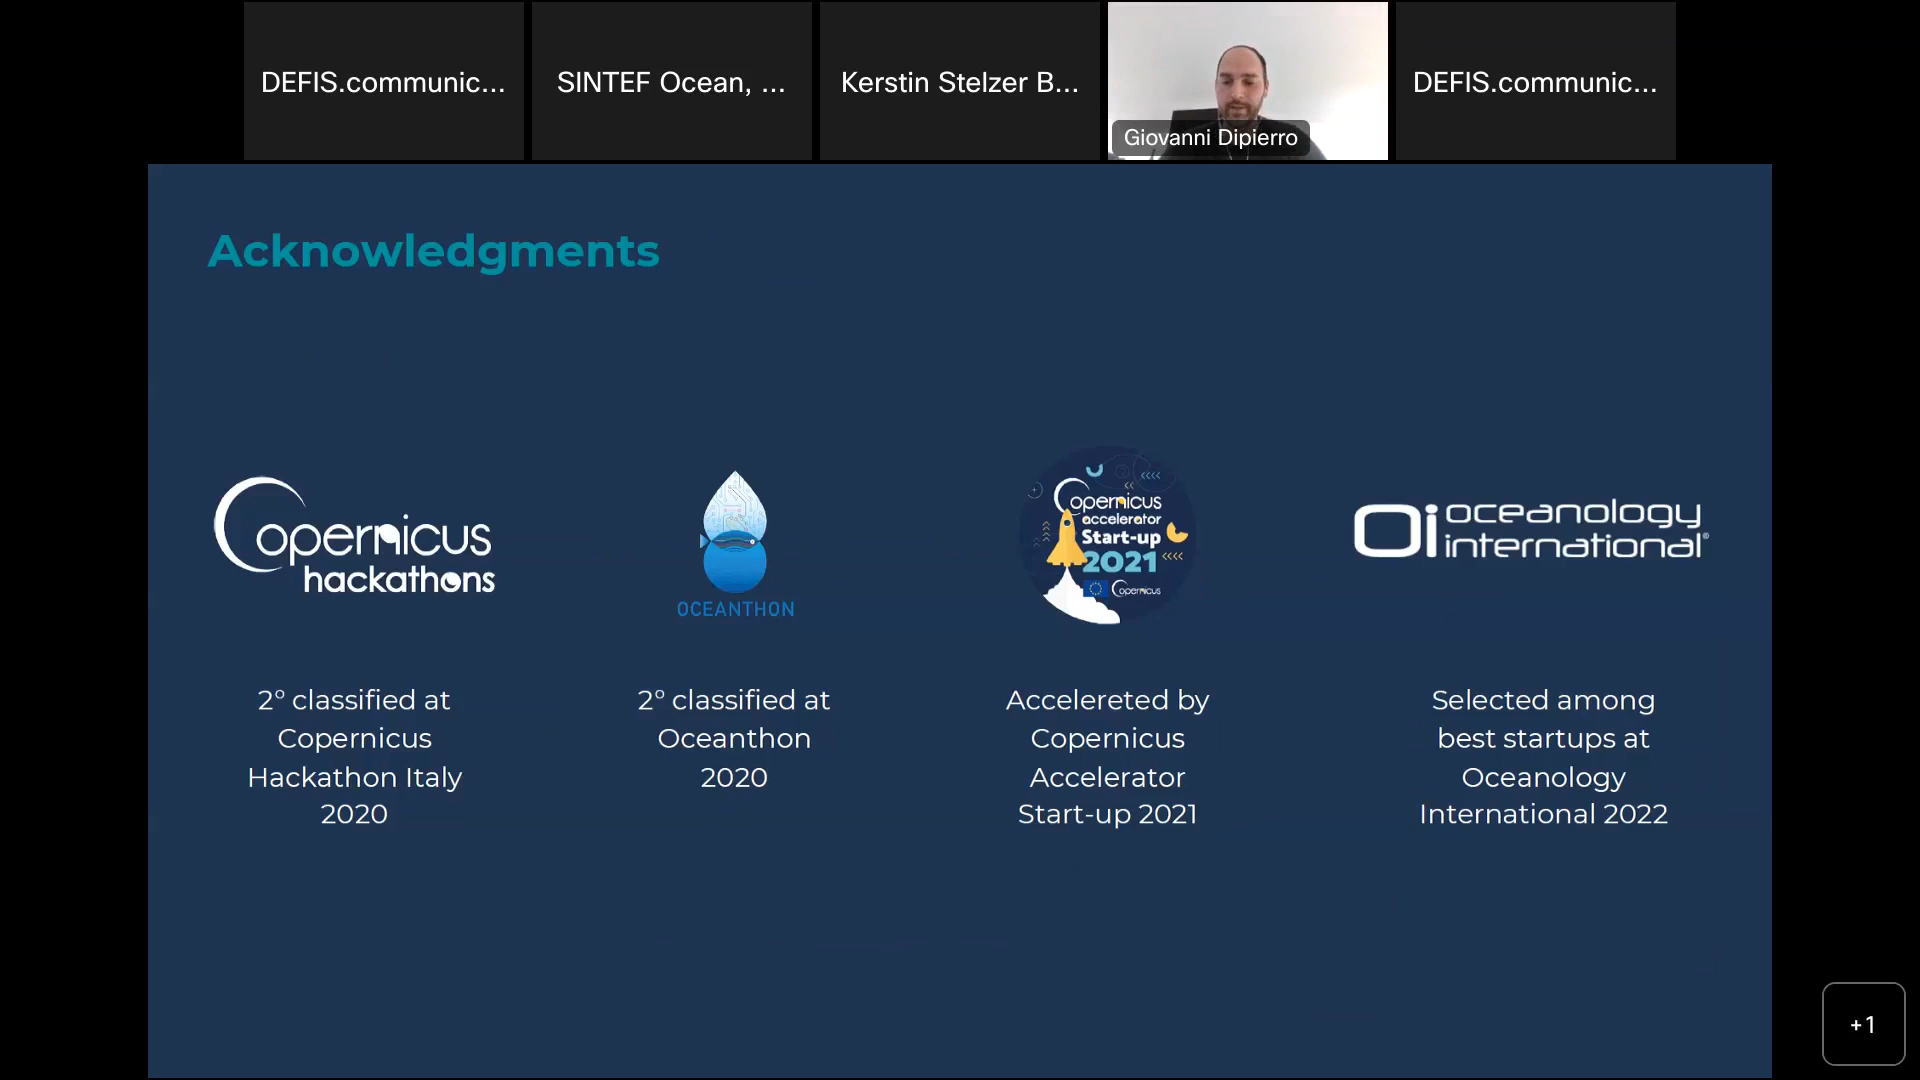 DEFIS.communic...
SINTEF Ocean, ...
Kerstin Stelzer B...
Giovanni Dipierro
DEFIS.communic...
Acknowledgments
Copernicus
hackathons
OCEANTHON
Copernicus
accelerator
Start-up
2021
Copernicus
Oi oceanology
international®
2º classified at
Copernicus
Hackathon Italy
2020
2º classified at
Oceanthon
2020
Accelereted by
Copernicus
Accelerator
Start-up 2021
Selected among
best startups at
Oceanology
International 2022
+1